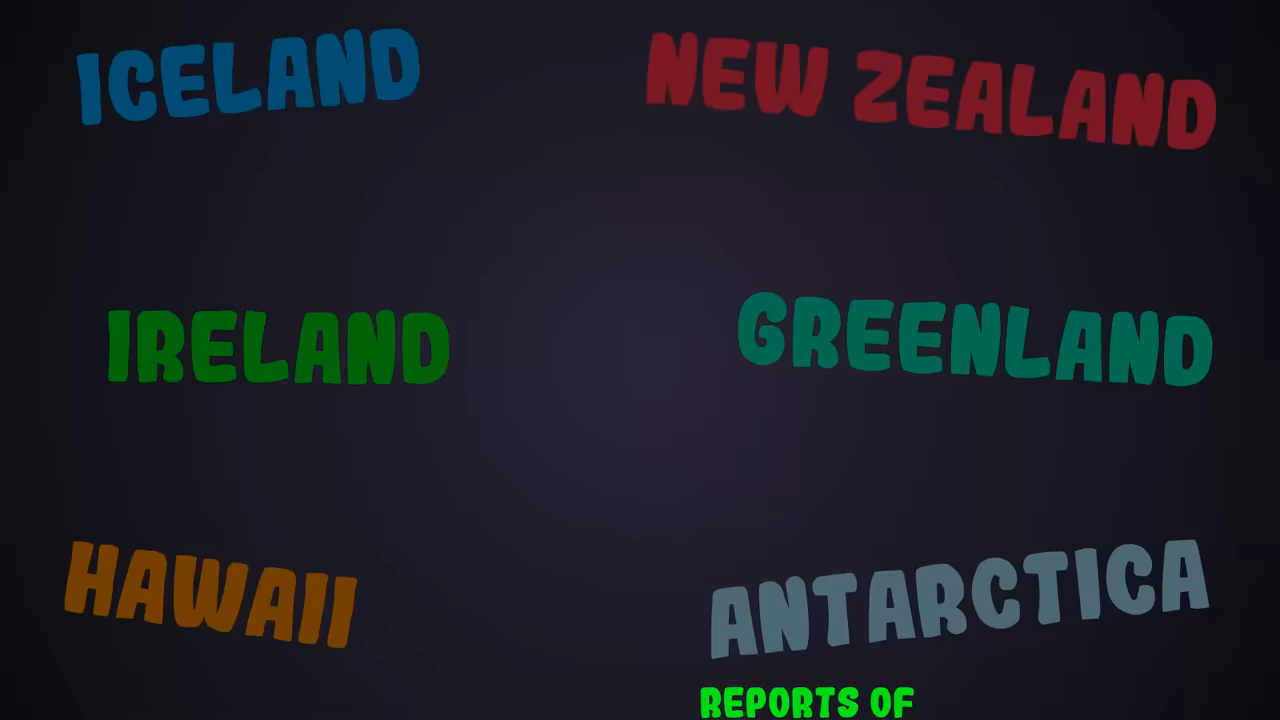 ICELAND
NEW ZEALAND
IRELAND
GREENLAND
HAWAII
ANTARCTICA
REPORTS OF